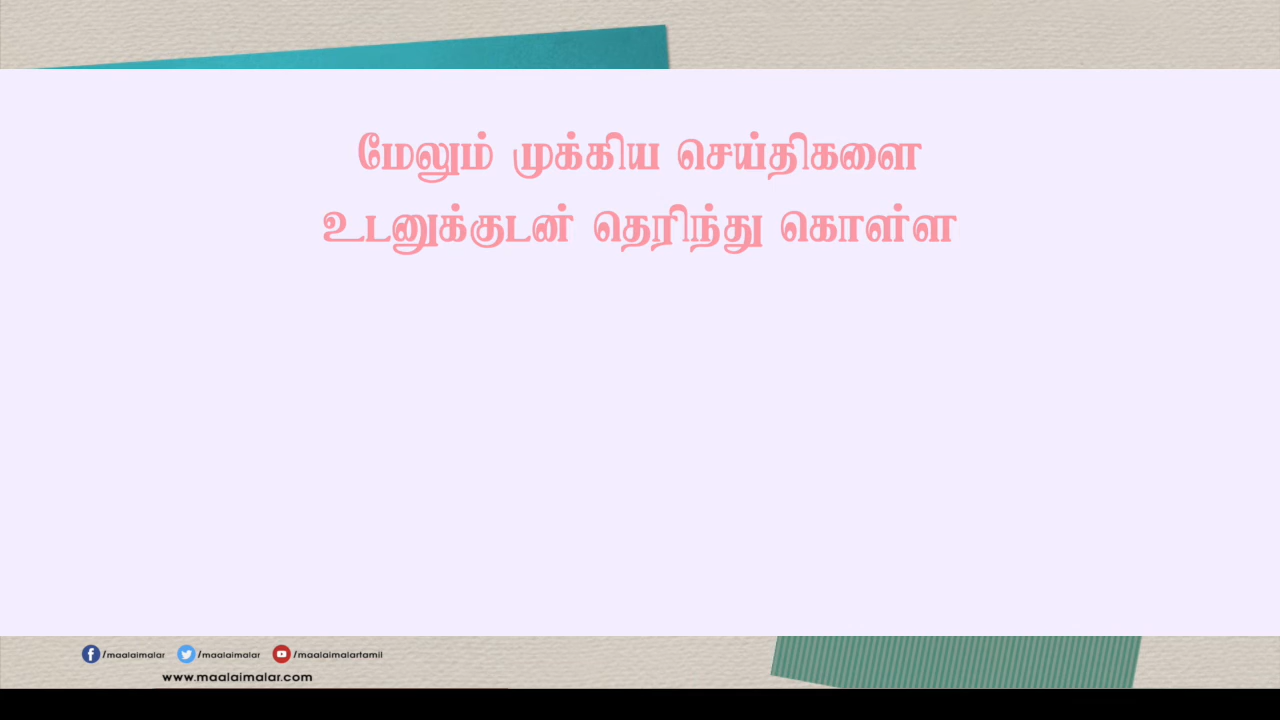 மேலும் முக்கிய செய்திகளை
உடனுக்குடன் தெரிந்து கொள்ள
/maalaimalar /maalaimalar /maalaimalartamil
www.maalaimalar.com